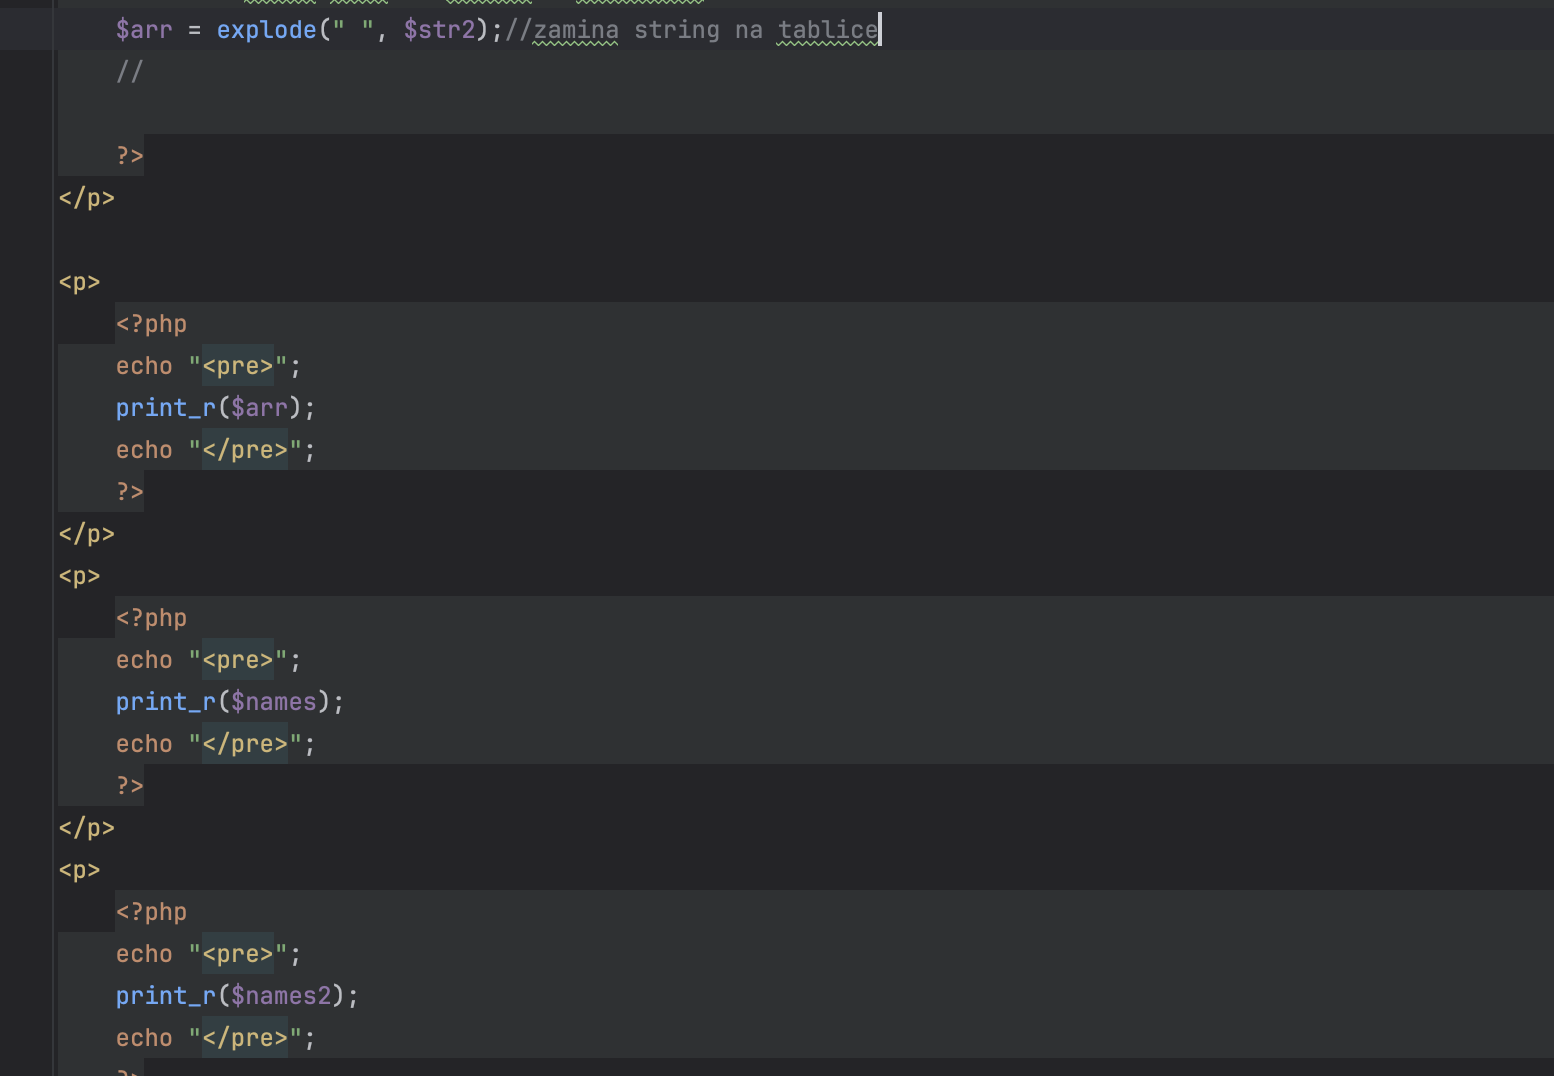 $arr = explode(" ", $str2);//zamina string na tablice
//
?>
</p>
<p>
<?php
echo "<pre>";
print_r($arr);
echo "</pre>";
?>
</p>
<p>
<?php
echo "<pre>";
print_r($names);
echo "</pre>";
?>
</p>
<p>
<?php
echo "<pre>";
print_r($names2);
echo "</pre>";
?>